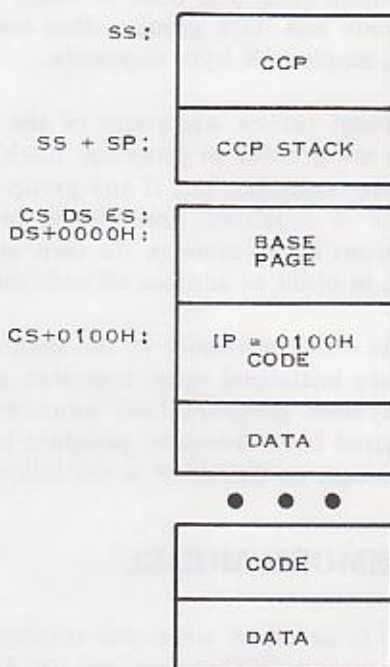 SS:
CCP
SS + SP:
CCP STACK
CS DS ES:
DS+0000H:
BASE
PAGE
CS+0100H:
IP = 0100H
CODE
DATA
CODE
DATA